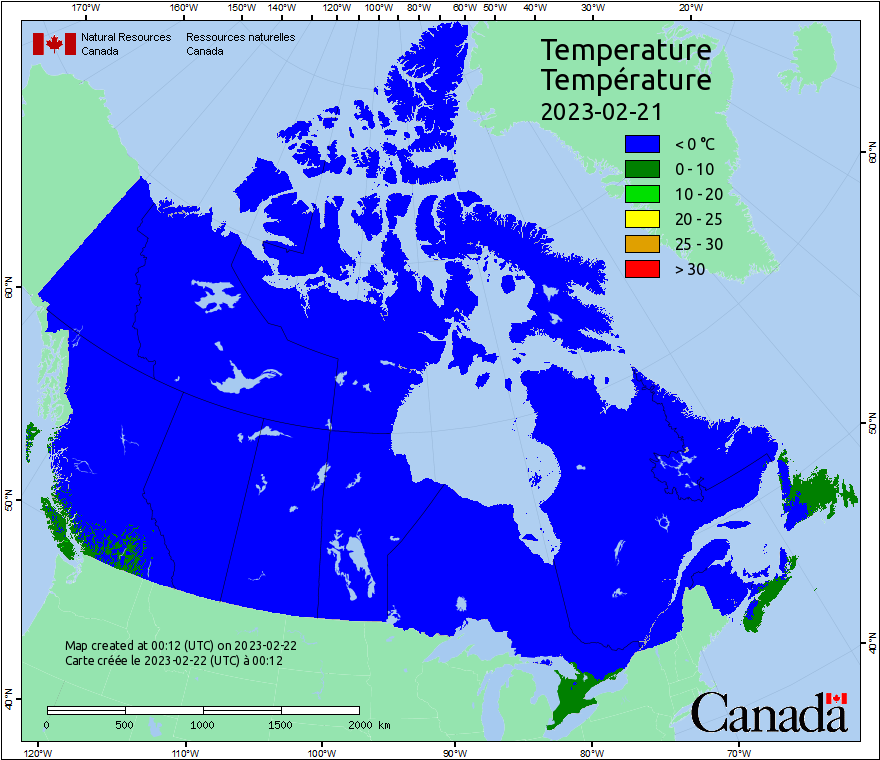 170°W 160°W 150°W 140°W 130°W 120°W 110°W 100°W 90°W 80°W 60°W 50°W 40°W 30°W 20°W
Natural Resources Canada
Ressources naturelles Canada
Temperature
Température
2023-02-21
< 0 °C
0 - 10
10 - 20
20 - 25
25 - 30
> 30
60°N
50°N
40°N
60°N
50°N
40°N
Map created at 00:12 (UTC) on 2023-02-22
Carte créée le 2023-02-22 (UTC) à 00:12
0 500 1000 1500 2000 km
Canada
120°W 110°W 100°W 90°W 80°W 70°W